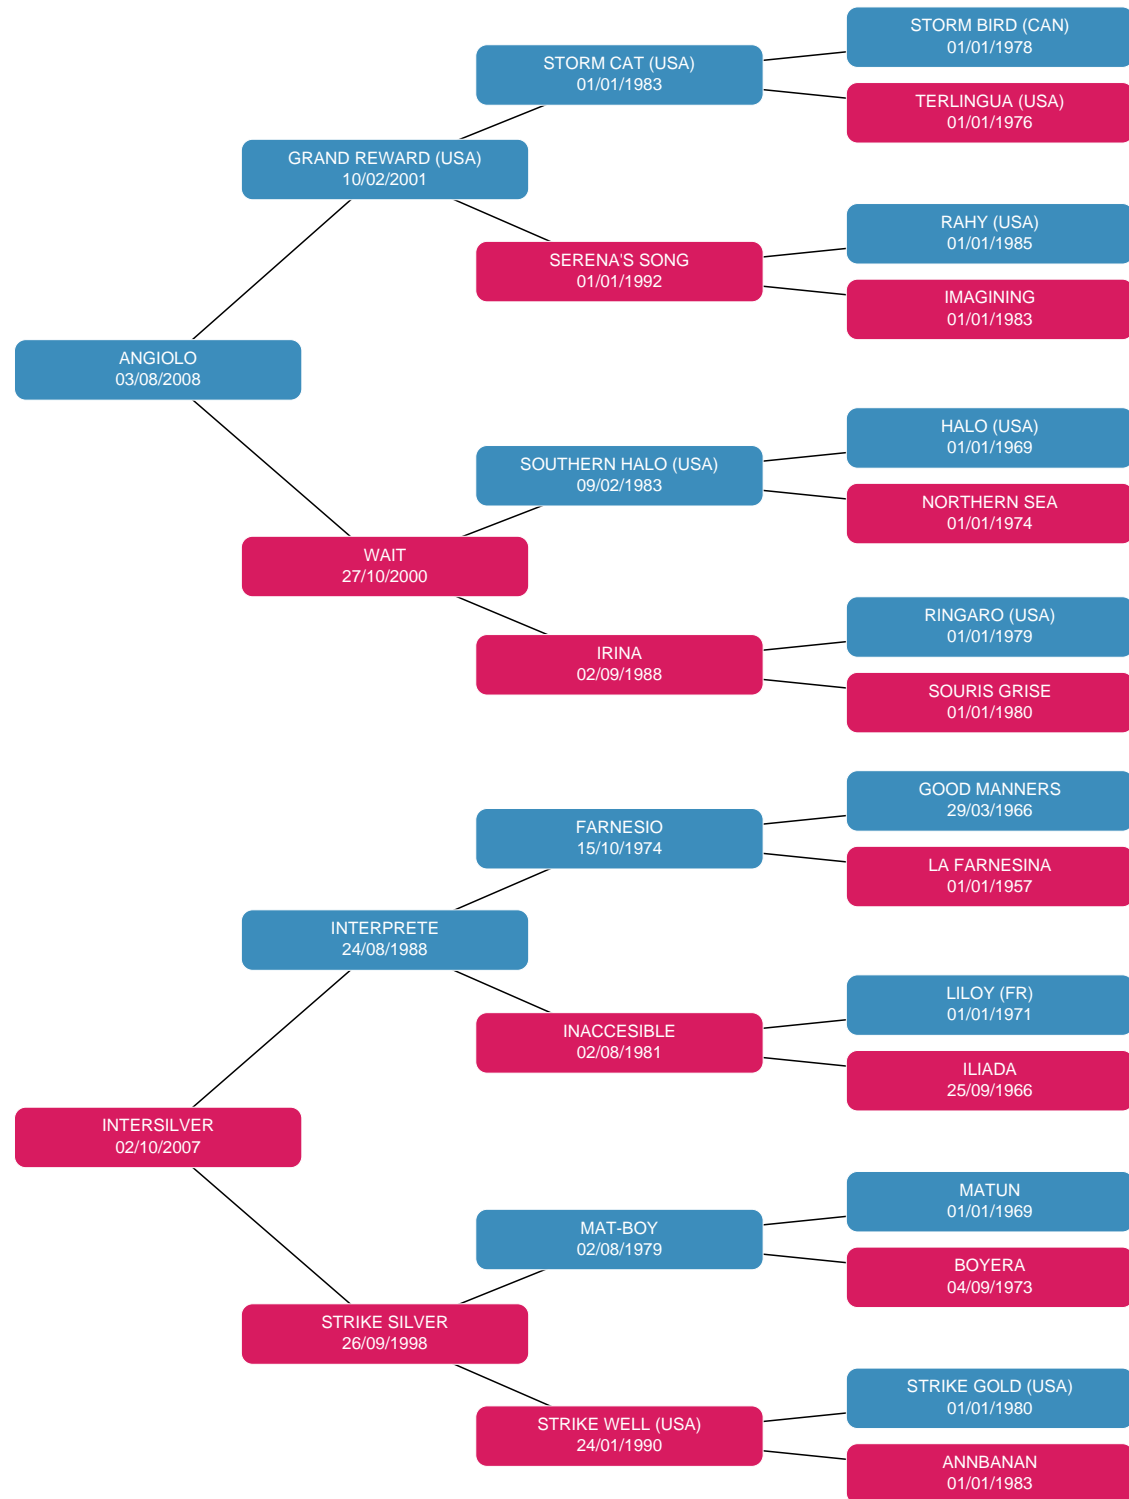 STORM BIRD (CAN)
01/01/1978
STORM CAT (USA)
01/01/1983
TERLINGUA (USA)
01/01/1976
GRAND REWARD (USA)
10/02/2001
RAHY (USA)
01/01/1985
SERENA'S SONG
01/01/1992
IMAGINING
01/01/1983
ANGIOLO
03/08/2008
HALO (USA)
01/01/1969
SOUTHERN HALO (USA)
09/02/1983
NORTHERN SEA
01/01/1974
WAIT
27/10/2000
RINGARO (USA)
01/01/1979
IRINA
02/09/1988
SOURIS GRISE
01/01/1980
GOOD MANNERS
29/03/1966
FARNESIO
15/10/1974
LA FARNESINA
01/01/1957
INTERPRETE
24/08/1988
LILOY (FR)
01/01/1971
INACCESIBLE
02/08/1981
ILIADA
25/09/1966
INTERSILVER
02/10/2007
MATUN
01/01/1969
MAT-BOY
02/08/1979
BOYERA
04/09/1973
STRIKE SILVER
26/09/1998
STRIKE GOLD (USA)
01/01/1980
STRIKE WELL (USA)
24/01/1990
ANNBANAN
01/01/1983